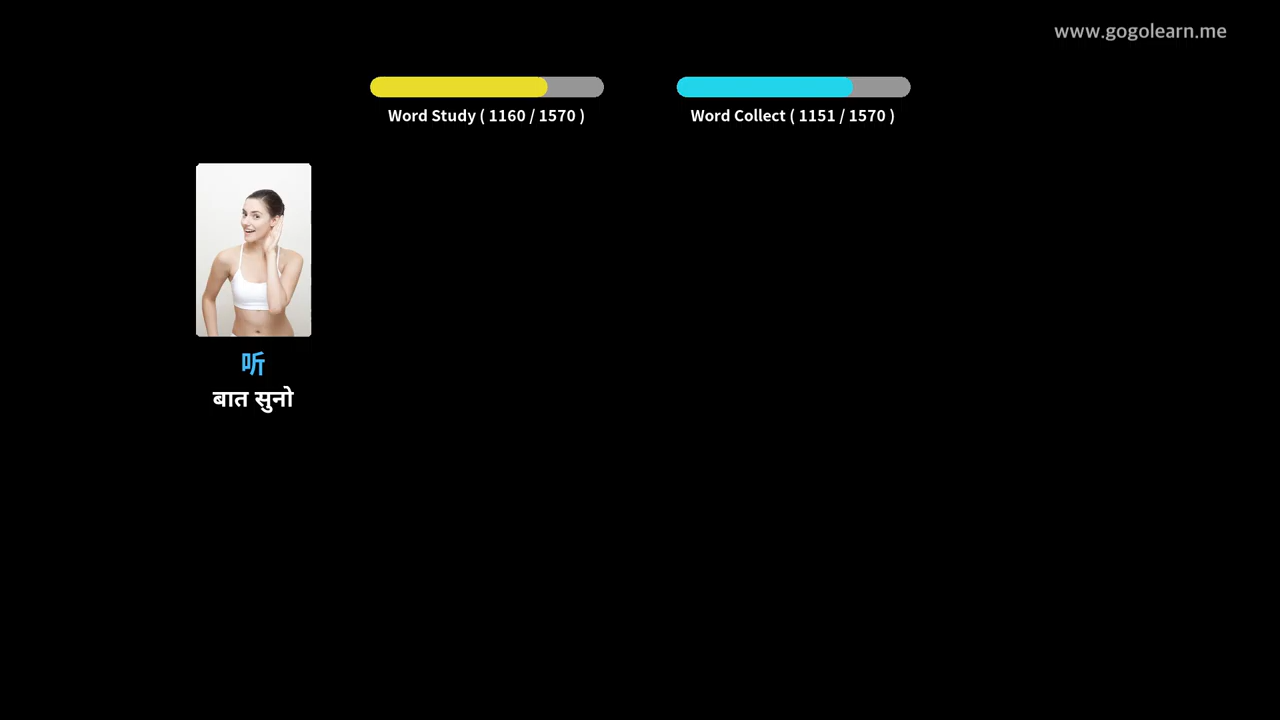 www.gogolearn.me
Word Study ( 1160 / 1570 )
Word Collect ( 1151 / 1570 )
听
बात सुनो